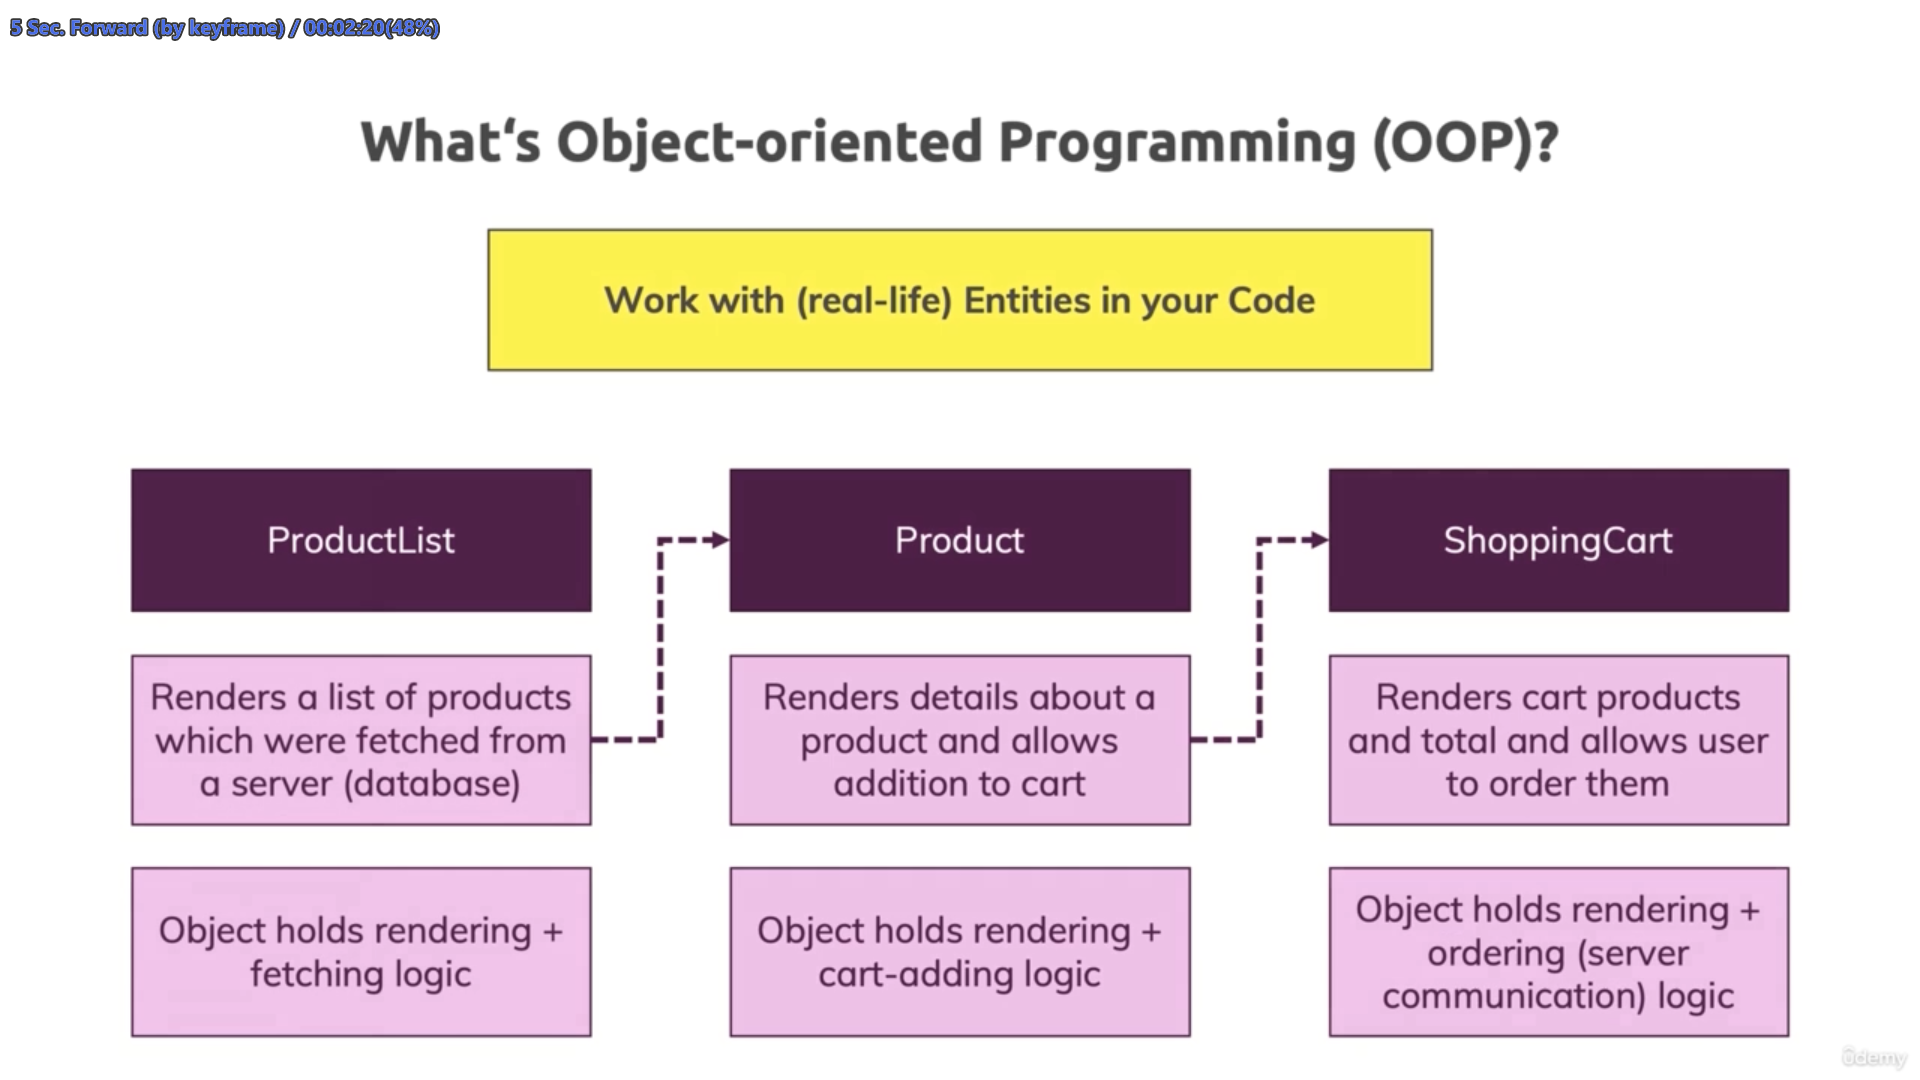 5 Sec. Forward (by keyframe) / 00:02:20(48%)
What‘s Object-oriented Programming (OOP)?
Work with (real-life) Entities in your Code
ProductList
Product
ShoppingCart
Renders a list of products
which were fetched from
a server (database)
Renders details about a
product and allows
addition to cart
Renders cart products
and total and allows user
to order them
Object holds rendering +
fetching logic
Object holds rendering +
cart-adding logic
Object holds rendering +
ordering (server
communication) logic
ûdemy